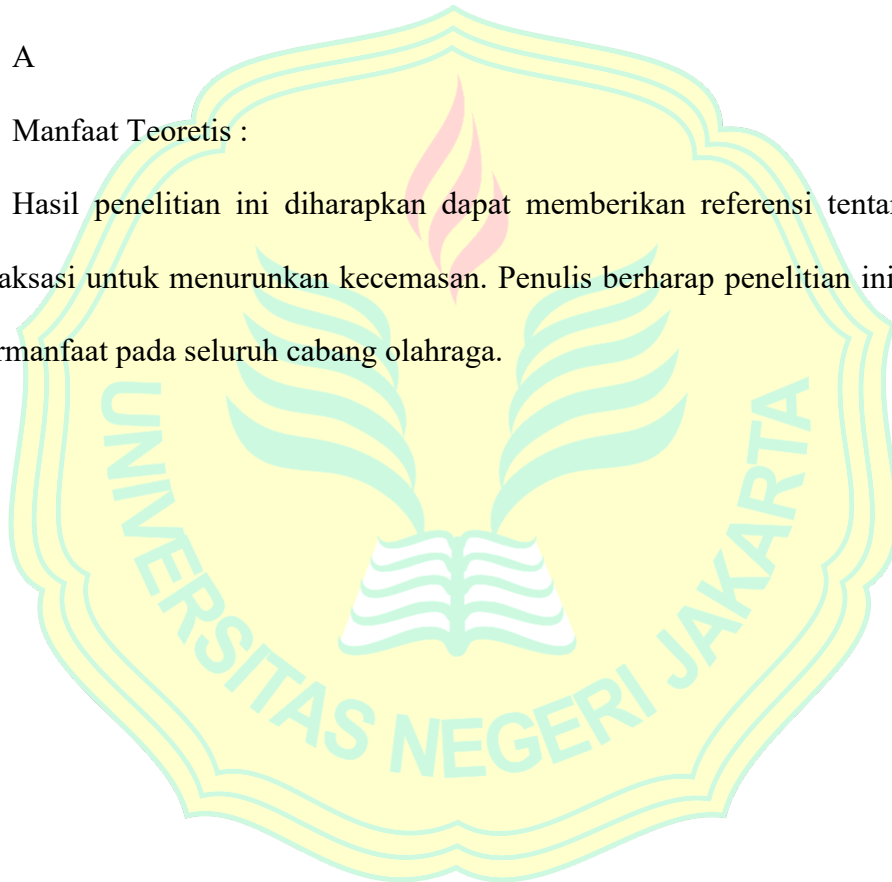 A
Manfaat Teoretis :
Hasil penelitian ini diharapkan dapat memberikan referensi
aksasi untuk menurunkan kecemasan. Penulis berharap penelitian ini
rmanfaat pada seluruh cabang olahraga.
UNIVERSITAS NEGERI JAKARTA